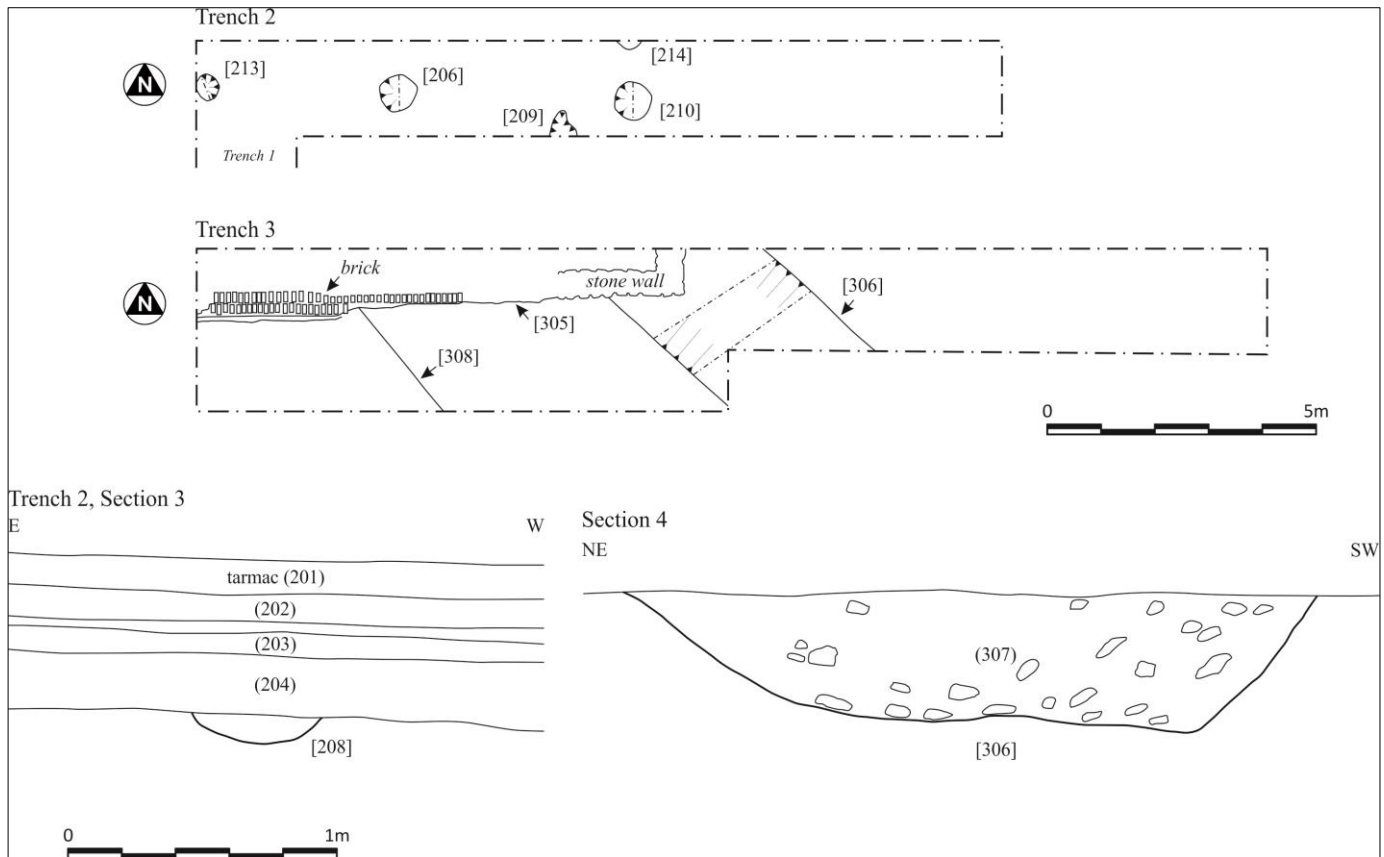 Trench 2
[214]
N
[213]
[206]
[209]
[210]
Trench 1
Trench 3
brick
stone wall
N
[306]
[305]
[308]
0 5m
Trench 2, Section 3
E W
tarmac (201)
(202)
(203)
(204)
[208]
Section 4
NE SW
(307)
[306]
0 1m